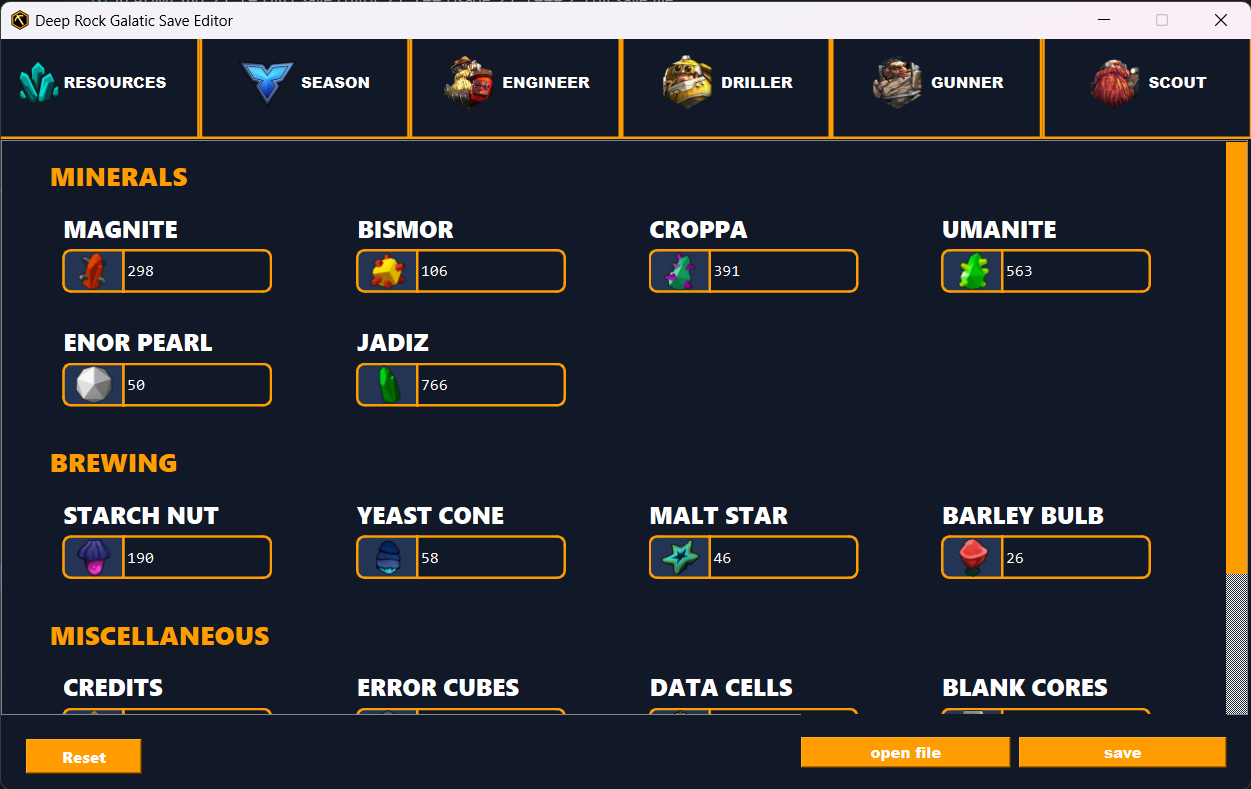 Deep Rock Galatic Save Editor
RESOURCES SEASON ENGINEER DRILLER GUNNER SCOUT
MINERALS
MAGNITE BISMOR CROPPA UMANITE
298 106 391 563
ENOR PEARL JADIZ
50 766
BREWING
STARCH NUT YEAST CONE MALT STAR BARLEY BULB
190 58 46 26
MISCELLANEOUS
CREDITS ERROR CUBES DATA CELLS BLANK CORES
Reset open file save